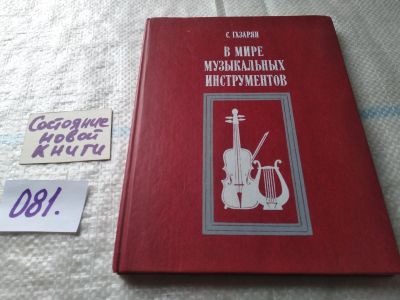 С. ГАЗАРЯН
В МИРЕ
МУЗЫКАЛЬНЫХ
ИНСТРУМЕНТОВ
Состояние
новой
книги
081.